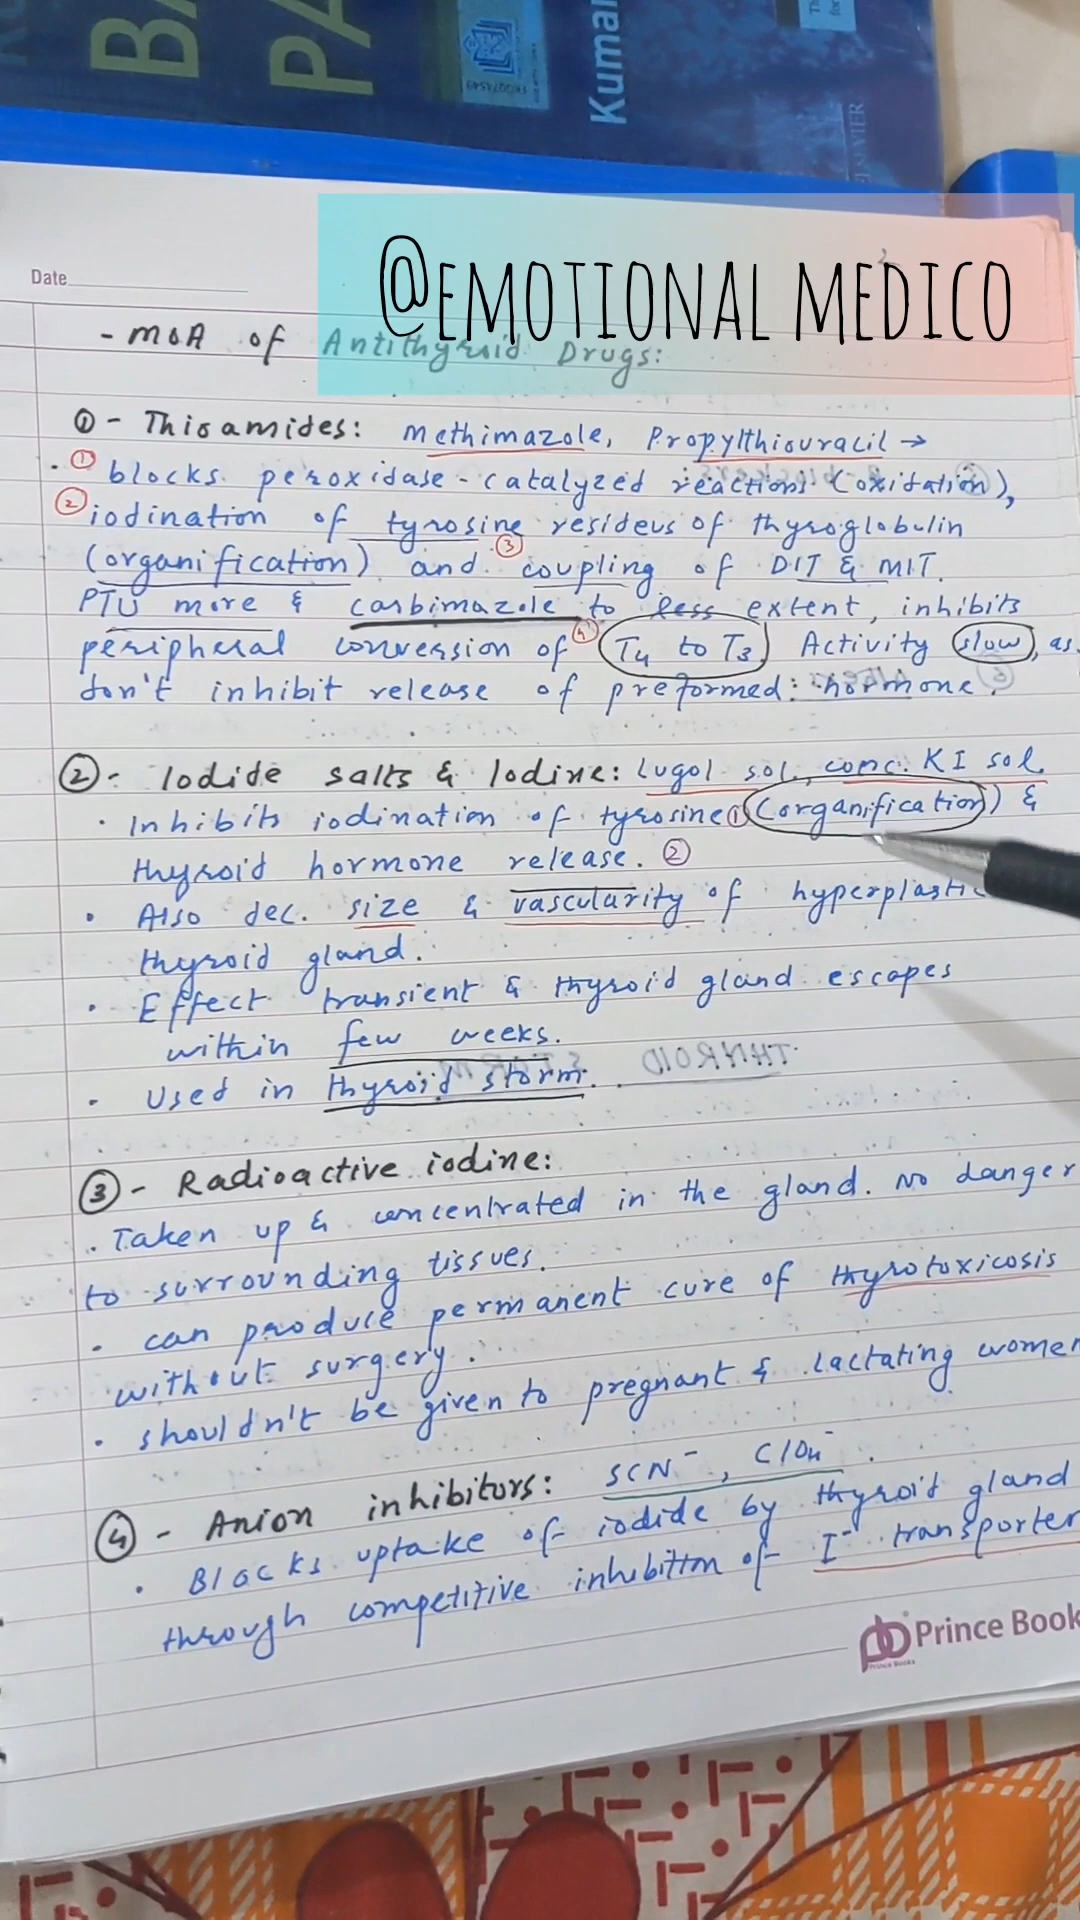 BA
PA
Kumar
ELSEVIER
@EMOTIONAL MEDICO
Date
- MOA of Antithyroid Drugs:
① - Thioamides: Methimazole, Propylthiouracil →
① blocks peroxidase-catalyzed reactions (oxidation),
② iodination of tyrosine resideus of thyroglobulin
(organification) and ③ coupling of DIT & MIT.
PTU more & carbimazole to less extent, inhibits
peripheral conversion of ④ T4 to T3. Activity slow, as
don't inhibit release of preformed hormone.
② - Iodide salts & Iodine: Lugol sol., conc. KI sol.
• Inhibits iodination of tyrosine ① (organification) &
thyroid hormone release. ②
• Also dec. size & vascularity of hyperplastic
thyroid gland.
• Effect transient & thyroid gland escapes
within few weeks.
- Used in thyroid storm.
③ - Radioactive iodine:
• Taken up & concentrated in the gland. No danger
to surrounding tissues.
• can produce permanent cure of thyrotoxicosis
without surgery.
• shouldn't be given to pregnant & lactating women
④ - Anion inhibitors: SCN⁻, ClO4⁻.
• Blocks uptake of iodide by thyroid gland
through competitive inhibition of I⁻ transporter
Prince Book
Prince Books